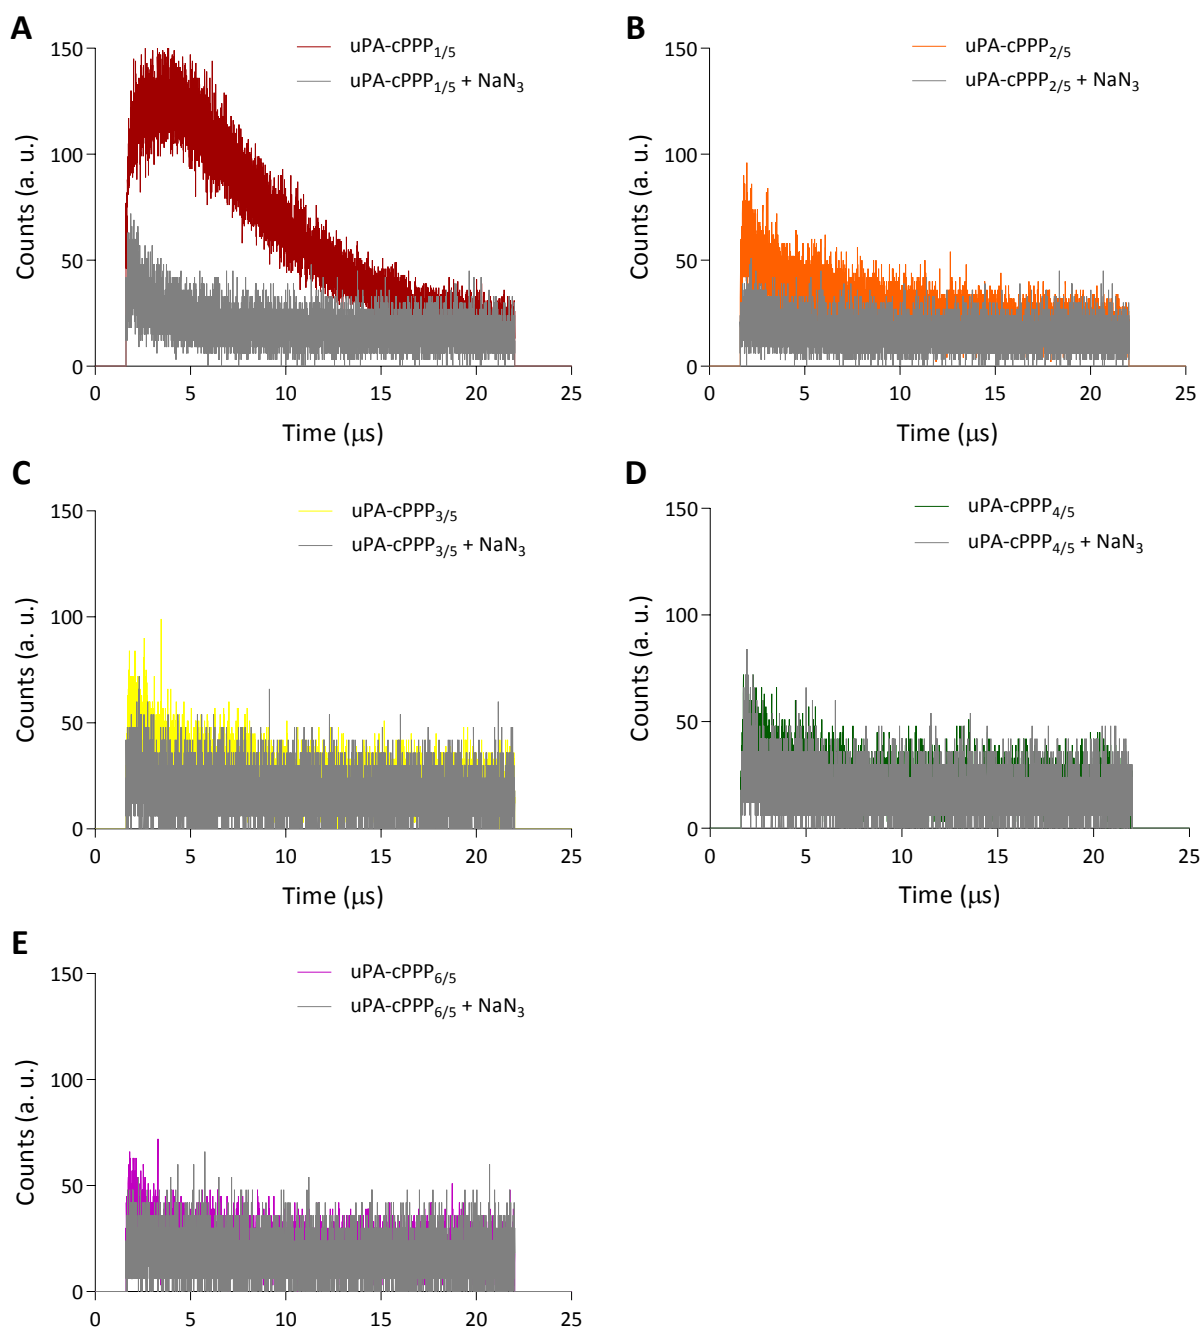 A
uPA-cPPP1/5
uPA-cPPP1/5 + NaN3
Counts (a. u.)
150
100
50
0
0 5 10 15 20 25
Time (μs)
B
uPA-cPPP2/5
uPA-cPPP2/5 + NaN3
Counts (a. u.)
150
100
50
0
0 5 10 15 20 25
Time (μs)
C
uPA-cPPP3/5
uPA-cPPP3/5 + NaN3
Counts (a. u.)
150
100
50
0
0 5 10 15 20 25
Time (μs)
D
uPA-cPPP4/5
uPA-cPPP4/5 + NaN3
Counts (a. u.)
150
100
50
0
0 5 10 15 20 25
Time (μs)
E
uPA-cPPP6/5
uPA-cPPP6/5 + NaN3
Counts (a. u.)
150
100
50
0
0 5 10 15 20 25